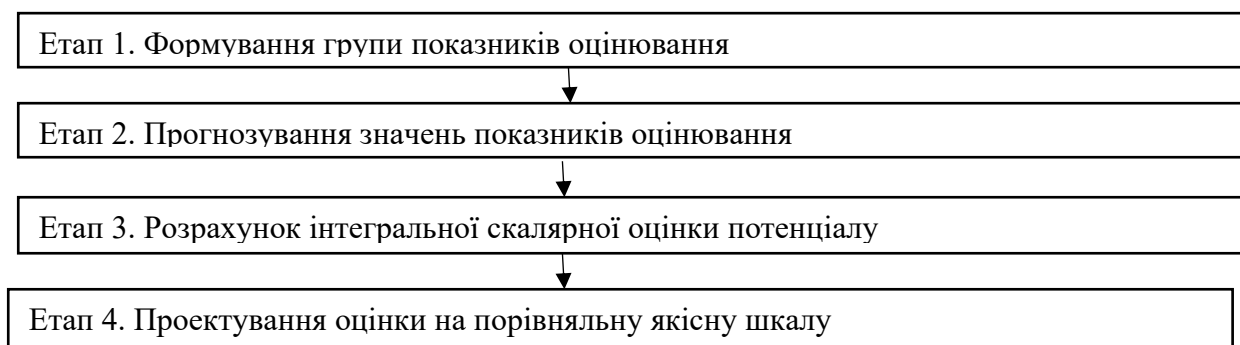 Етап 1. Формування групи показників оцінювання
Етап 2. Прогнозування значень показників оцінювання
Етап 3. Розрахунок інтегральної скалярної оцінки потенціалу
Етап 4. Проектування оцінки на порівняльну якісну шкалу